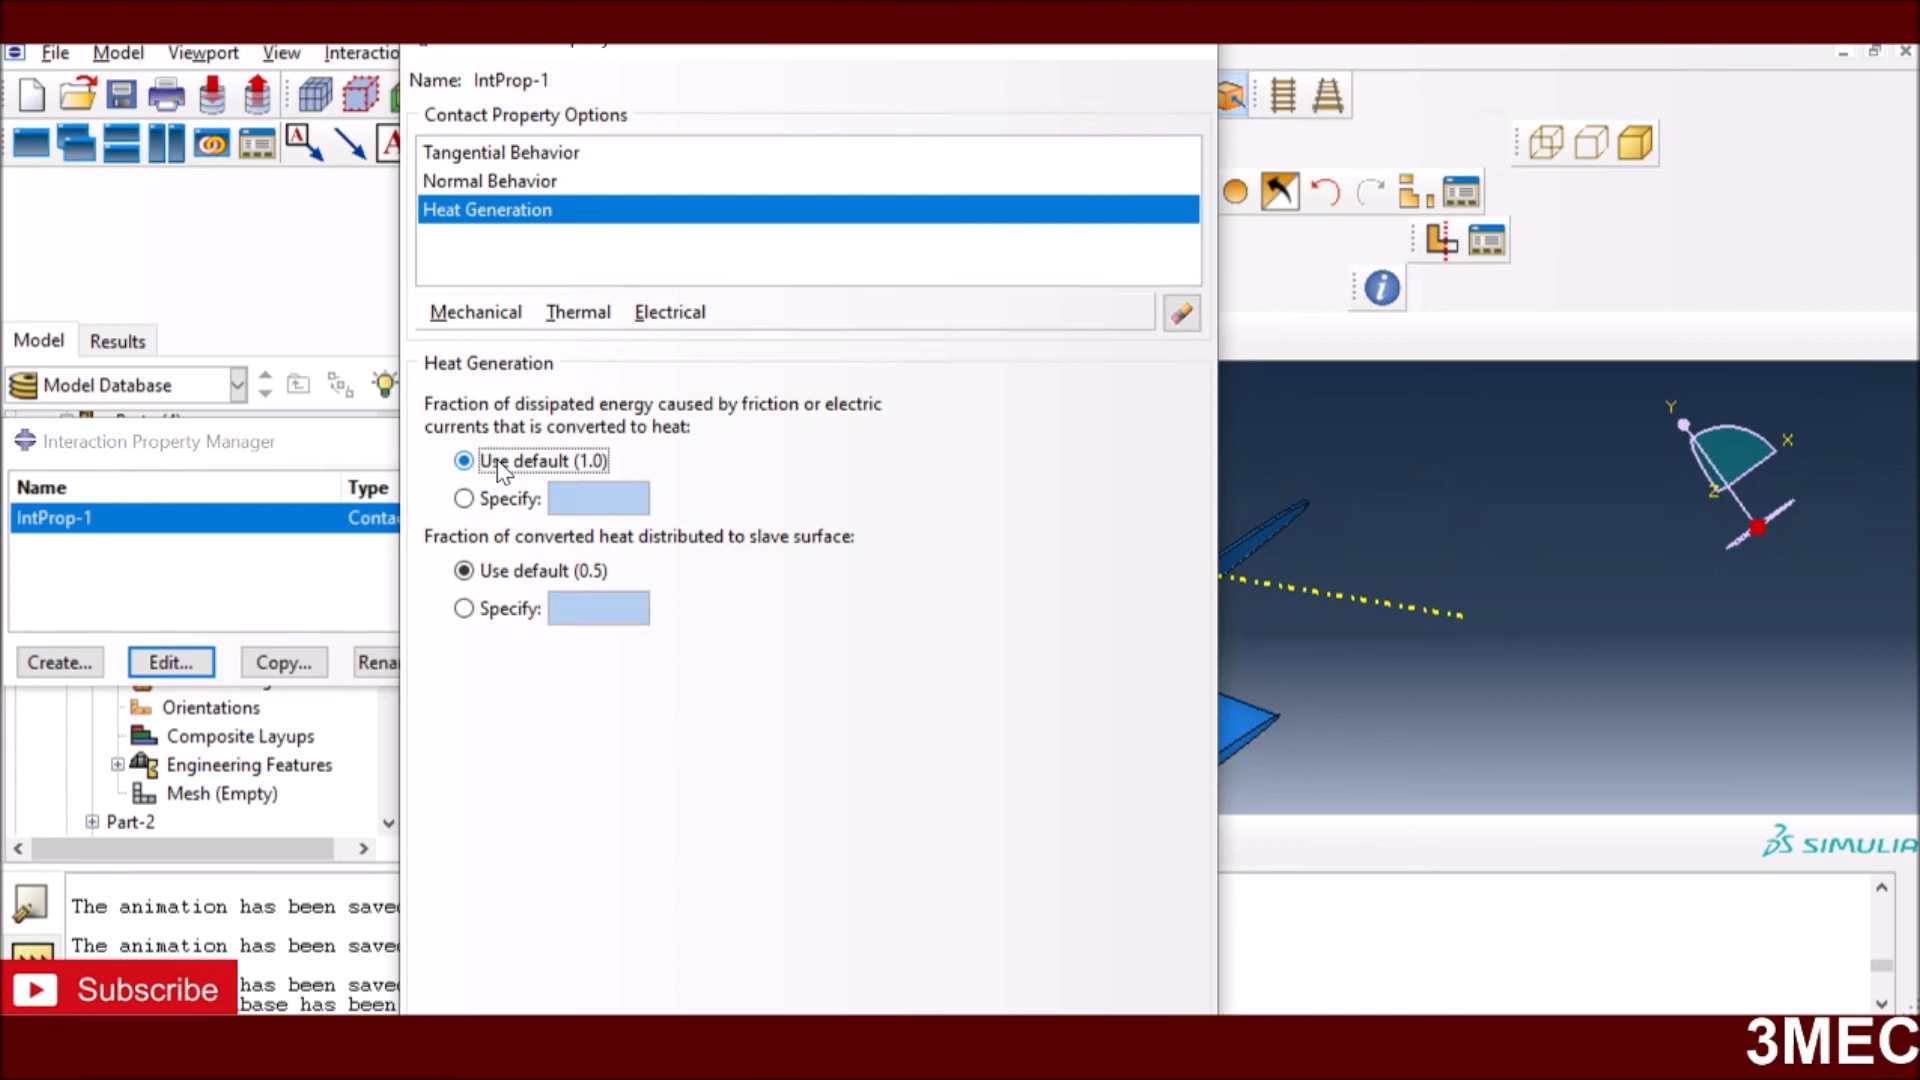 File Model Viewport View Interactio
Name: IntProp-1
Contact Property Options
Tangential Behavior
Normal Behavior
Heat Generation
Mechanical Thermal Electrical
Heat Generation
Fraction of dissipated energy caused by friction or electric
currents that is converted to heat:
Use default (1.0)
Specify:
Fraction of converted heat distributed to slave surface:
Use default (0.5)
Specify:
A
A
Model Results
Model Database
Interaction Property Manager
Name Type
IntProp-1 Conta
Create... Edit... Copy... Rena
Orientations
Composite Layups
Engineering Features
Mesh (Empty)
Part-2
Y
X
Z
SIMULIA
The animation has been save
The animation has been save
has been save
base has been
Subscribe
3MEC